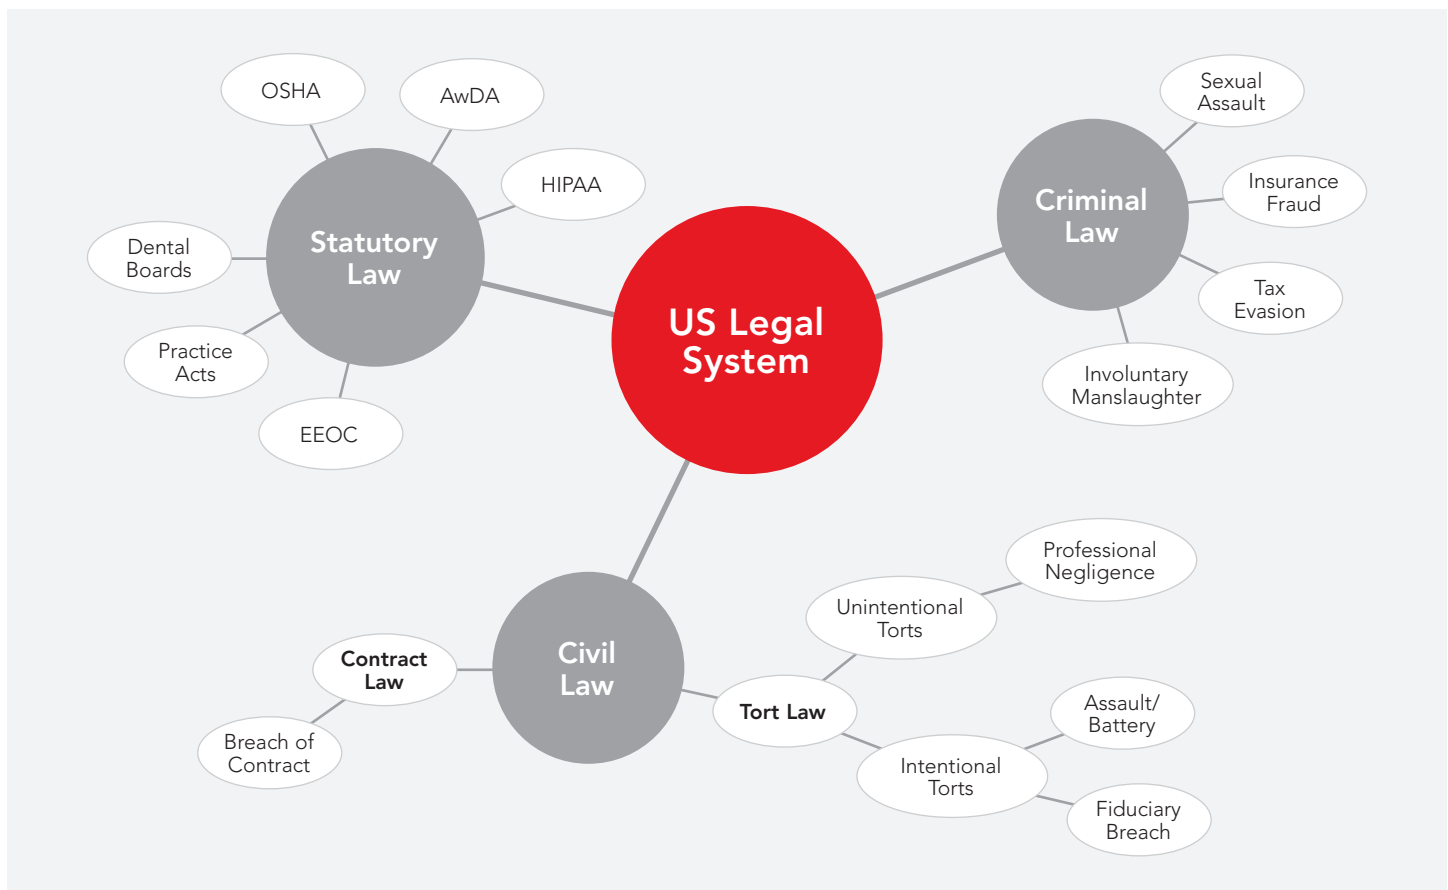 OSHA
AwDA
HIPAA
Dental
Boards
Statutory
Law
Practice
Acts
EEOC
US Legal
System
Criminal
Law
Sexual
Assault
Insurance
Fraud
Tax
Evasion
Involuntary
Manslaughter
Civil
Law
Contract
Law
Breach of
Contract
Tort Law
Unintentional
Torts
Professional
Negligence
Intentional
Torts
Assault/
Battery
Fiduciary
Breach